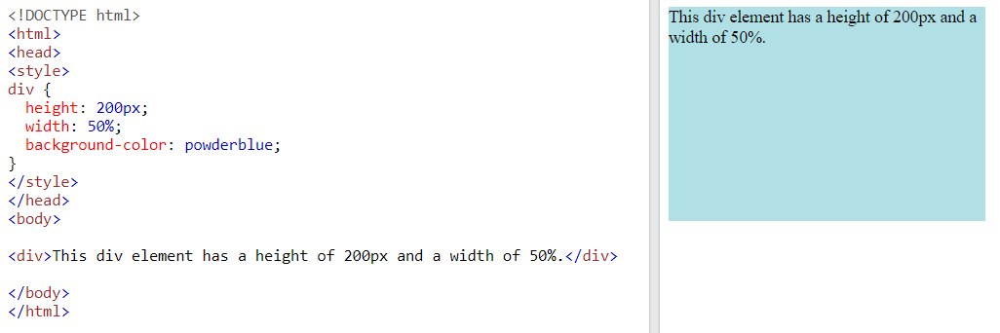 <!DOCTYPE html>
<html>
<head>
<style>
div {
  height: 200px;
  width: 50%;
  background-color: powderblue;
}
</style>
</head>
<body>

<div>This div element has a height of 200px and a width of 50%.</div>

</body>
</html>
This div element has a height of 200px and a
width of 50%.